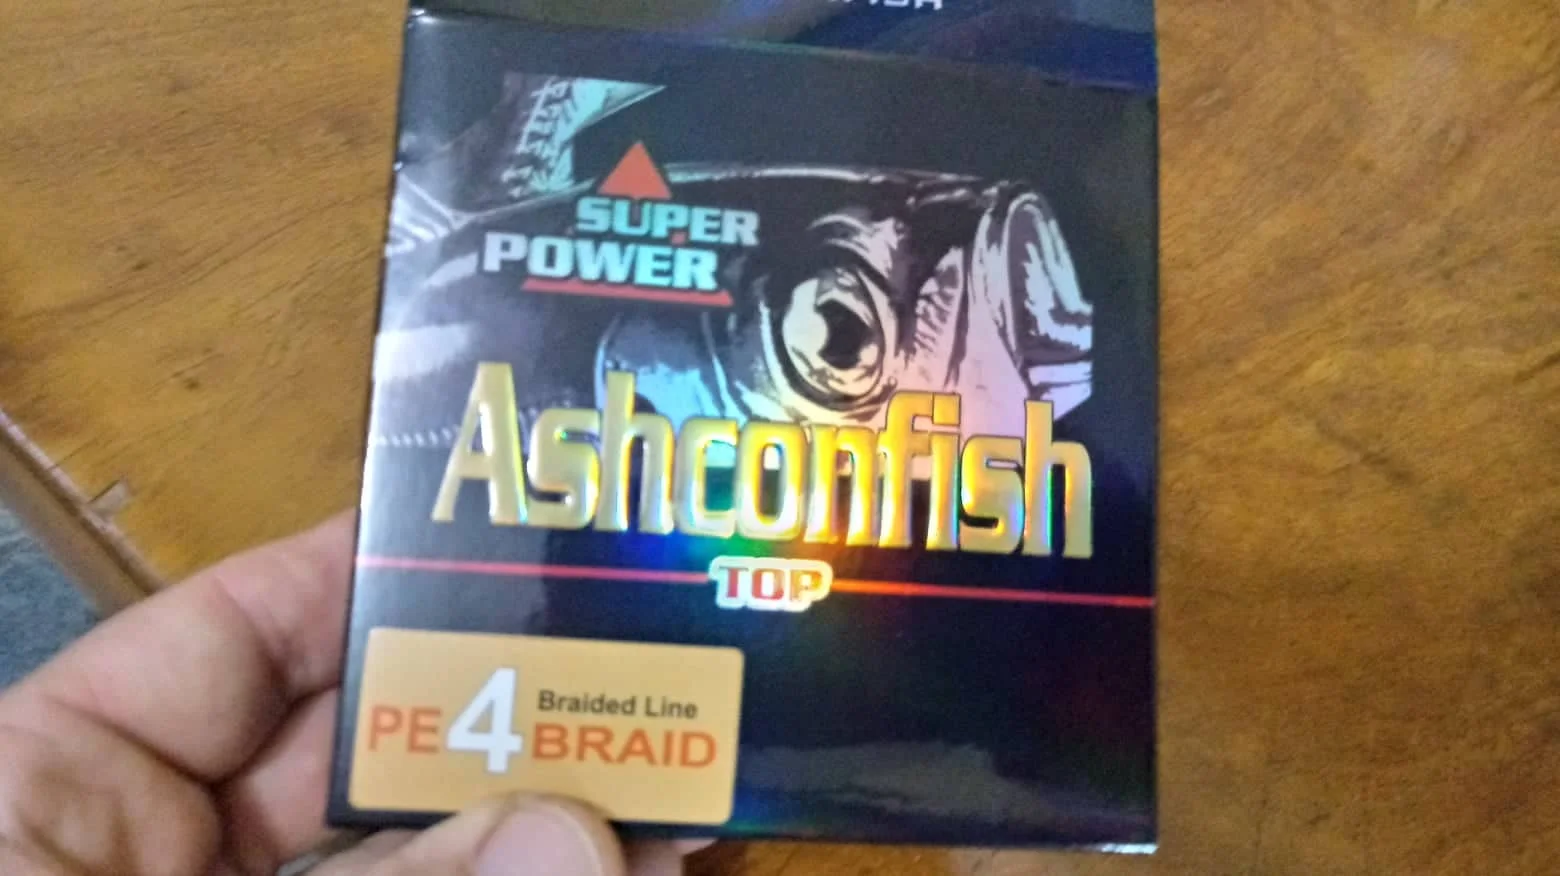 SUPER
POWER
Ashconfish
TOP
Braided Line
PE4BRAID